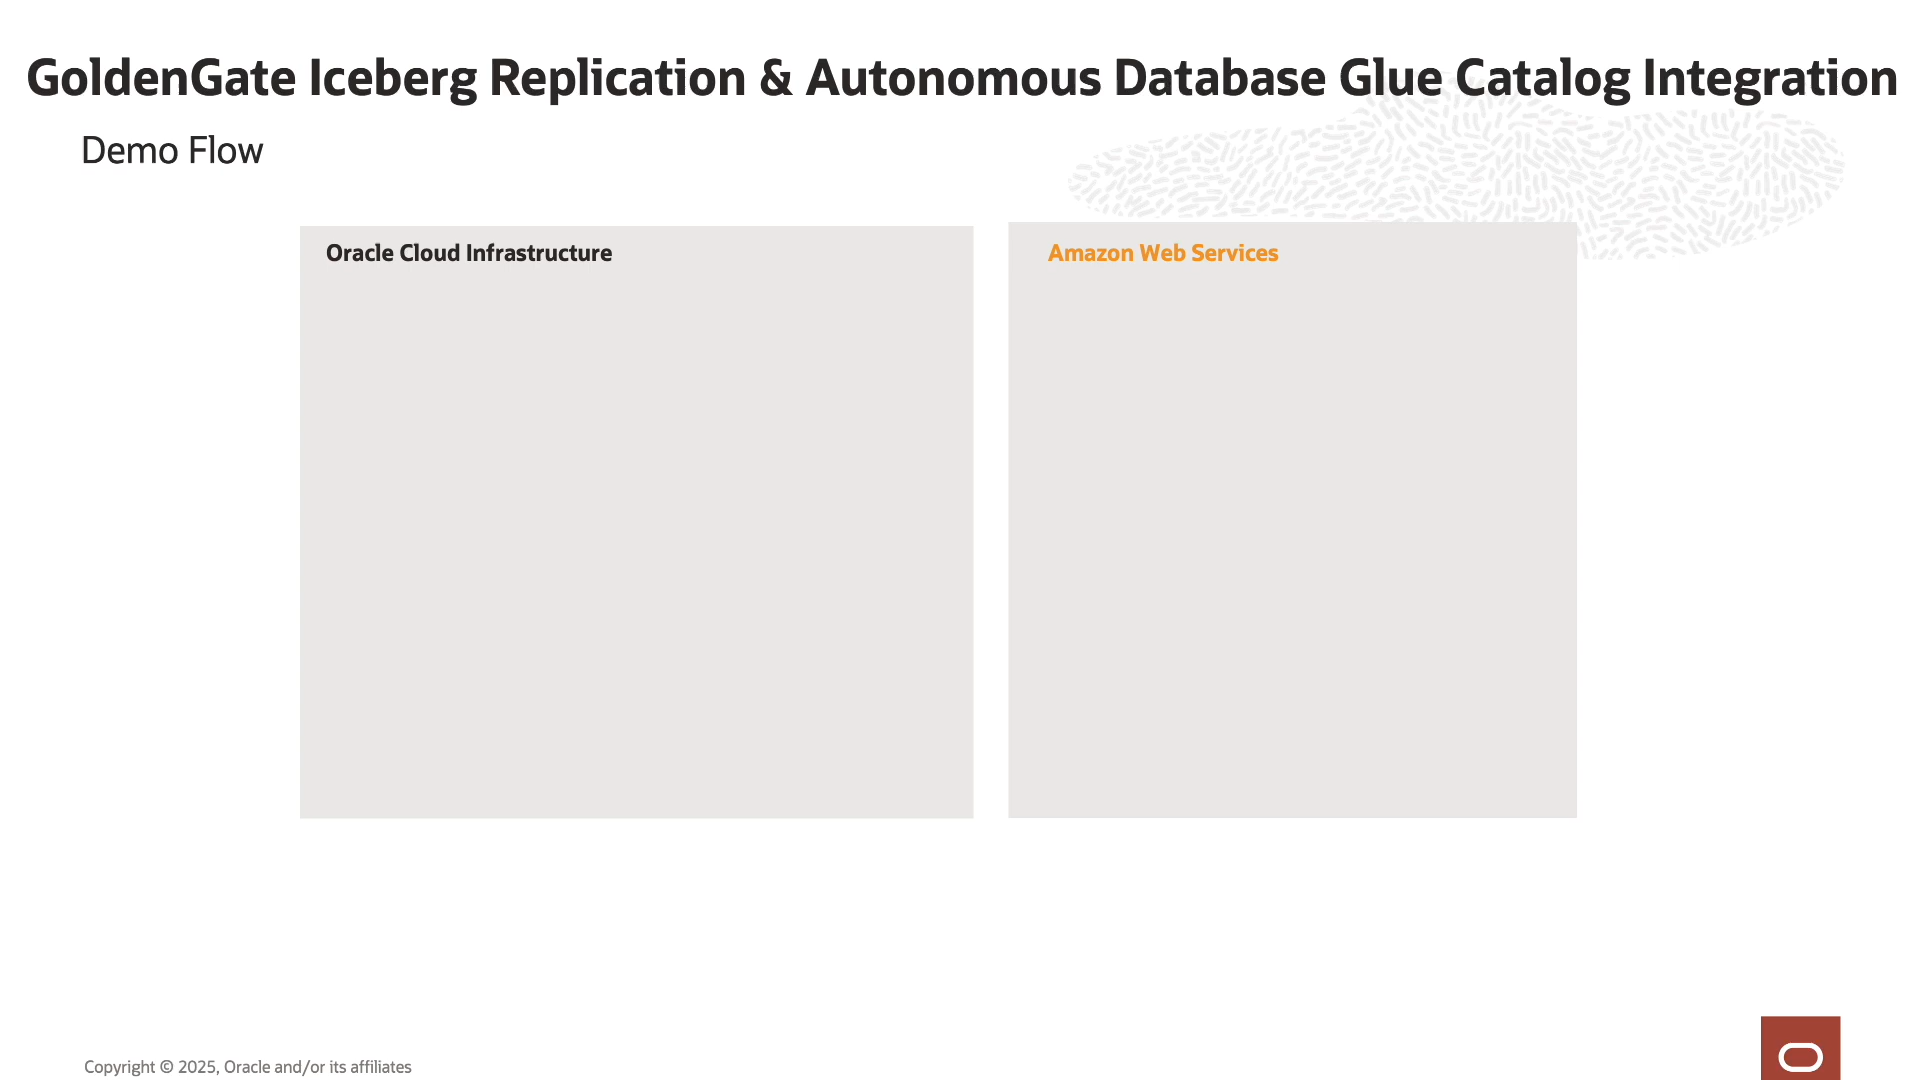 GoldenGate Iceberg Replication & Autonomous Database Glue Catalog Integration
Demo Flow
Oracle Cloud Infrastructure
Amazon Web Services
Copyright © 2025, Oracle and/or its affiliates